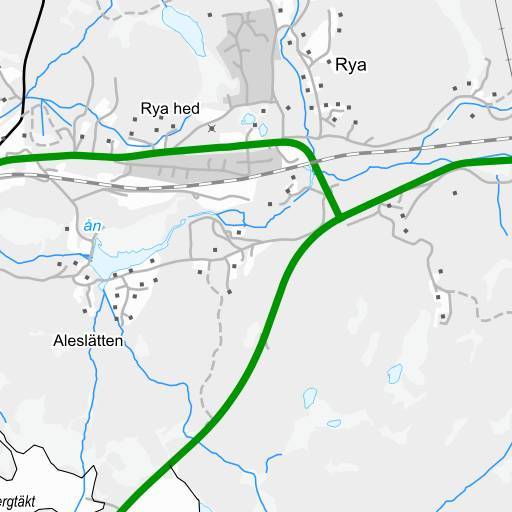 Rya
Rya hed
ån
Aleslätten
ergtäkt